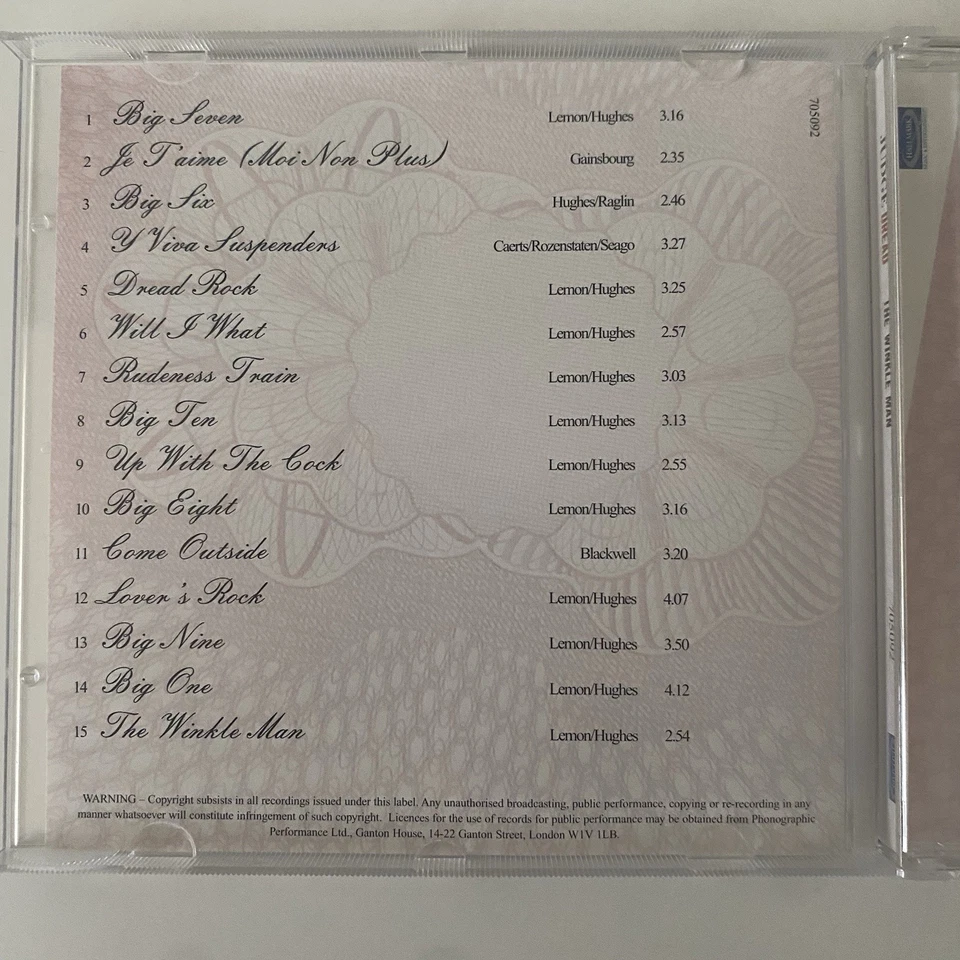 1 Big Seven Lemon/Hughes 3.16
2 Je T'aime (Moi Non Plus) Gainsbourg 2.35
3 Big Six Hughes/Raglin 2.46
4 Y Viva Suspenders Caerts/Rozenstaten/Seago 3.27
5 Dread Rock Lemon/Hughes 3.25
6 Will I What Lemon/Hughes 2.57
7 Rudeness Train Lemon/Hughes 3.03
8 Big Ten Lemon/Hughes 3.13
9 Up With The Cock Lemon/Hughes 2.55
10 Big Eight Lemon/Hughes 3.16
11 Come Outside Blackwell 3.20
12 Lover's Rock Lemon/Hughes 4.07
13 Big Nine Lemon/Hughes 3.50
14 Big One Lemon/Hughes 4.12
15 The Winkle Man Lemon/Hughes 2.54
WARNING – Copyright subsists in all recordings issued under this label. Any unauthorised broadcasting, public performance, copying or re-recording in any
manner whatsoever will constitute infringement of such copyright. Licences for the use of records for public performance may be obtained from Phonographic
Performance Ltd., Ganton House, 14-22 Ganton Street, London W1V 1LB.
705092
JUDGE DREAD THE WINKLE MAN
705092
HALLMARK